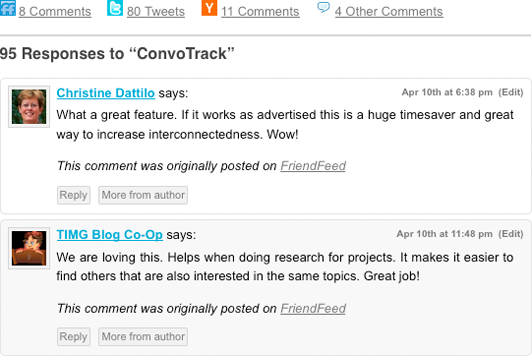 8 Comments 80 Tweets 11 Comments 4 Other Comments
95 Responses to “ConvoTrack”
Christine Dattilo says: Apr 10th at 6:38 pm (Edit)
What a great feature. If it works as advertised this is a huge timesaver and great
way to increase interconnectedness. Wow!
This comment was originally posted on FriendFeed
Reply More from author
TIMG Blog Co-Op says: Apr 10th at 11:48 pm (Edit)
We are loving this. Helps when doing research for projects. It makes it easier to
find others that are also interested in the same topics. Great job!
This comment was originally posted on FriendFeed
Reply More from author